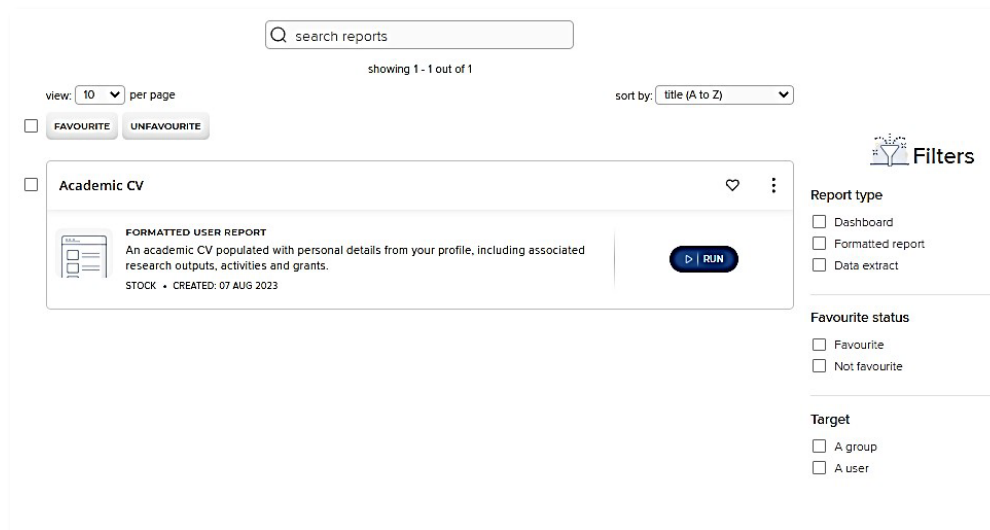 search reports
showing 1 - 1 out of 1
view: 10 per page
sort by: title (A to Z)
FAVOURITE UNFAVOURITE
Academic CV
FORMATTED USER REPORT
An academic CV populated with personal details from your profile, including associated
research outputs, activities and grants.
STOCK • CREATED: 07 AUG 2023
RUN
Filters
Report type
Dashboard
Formatted report
Data extract
Favourite status
Favourite
Not favourite
Target
A group
A user